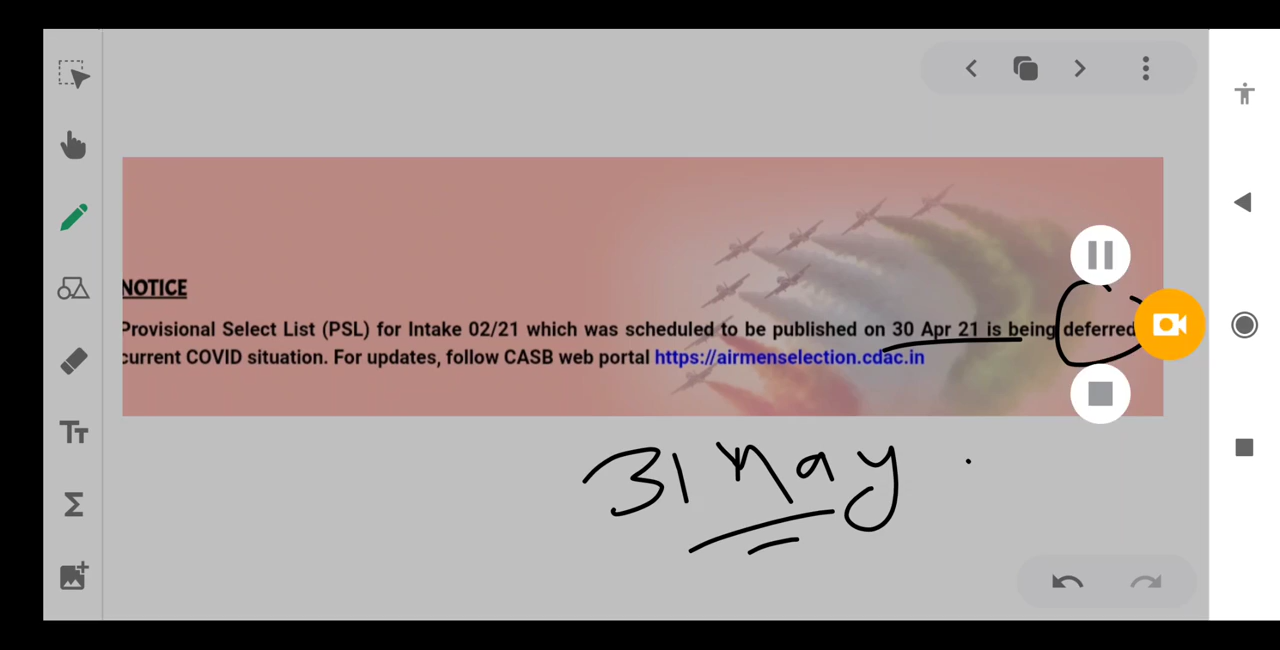 NOTICE
Provisional Select List (PSL) for Intake 02/21 which was scheduled to be published on 30 Apr 21 is being deferred
current COVID situation. For updates, follow CASB web portal https://airmenselection.cdac.in
31 May
TT
Σ